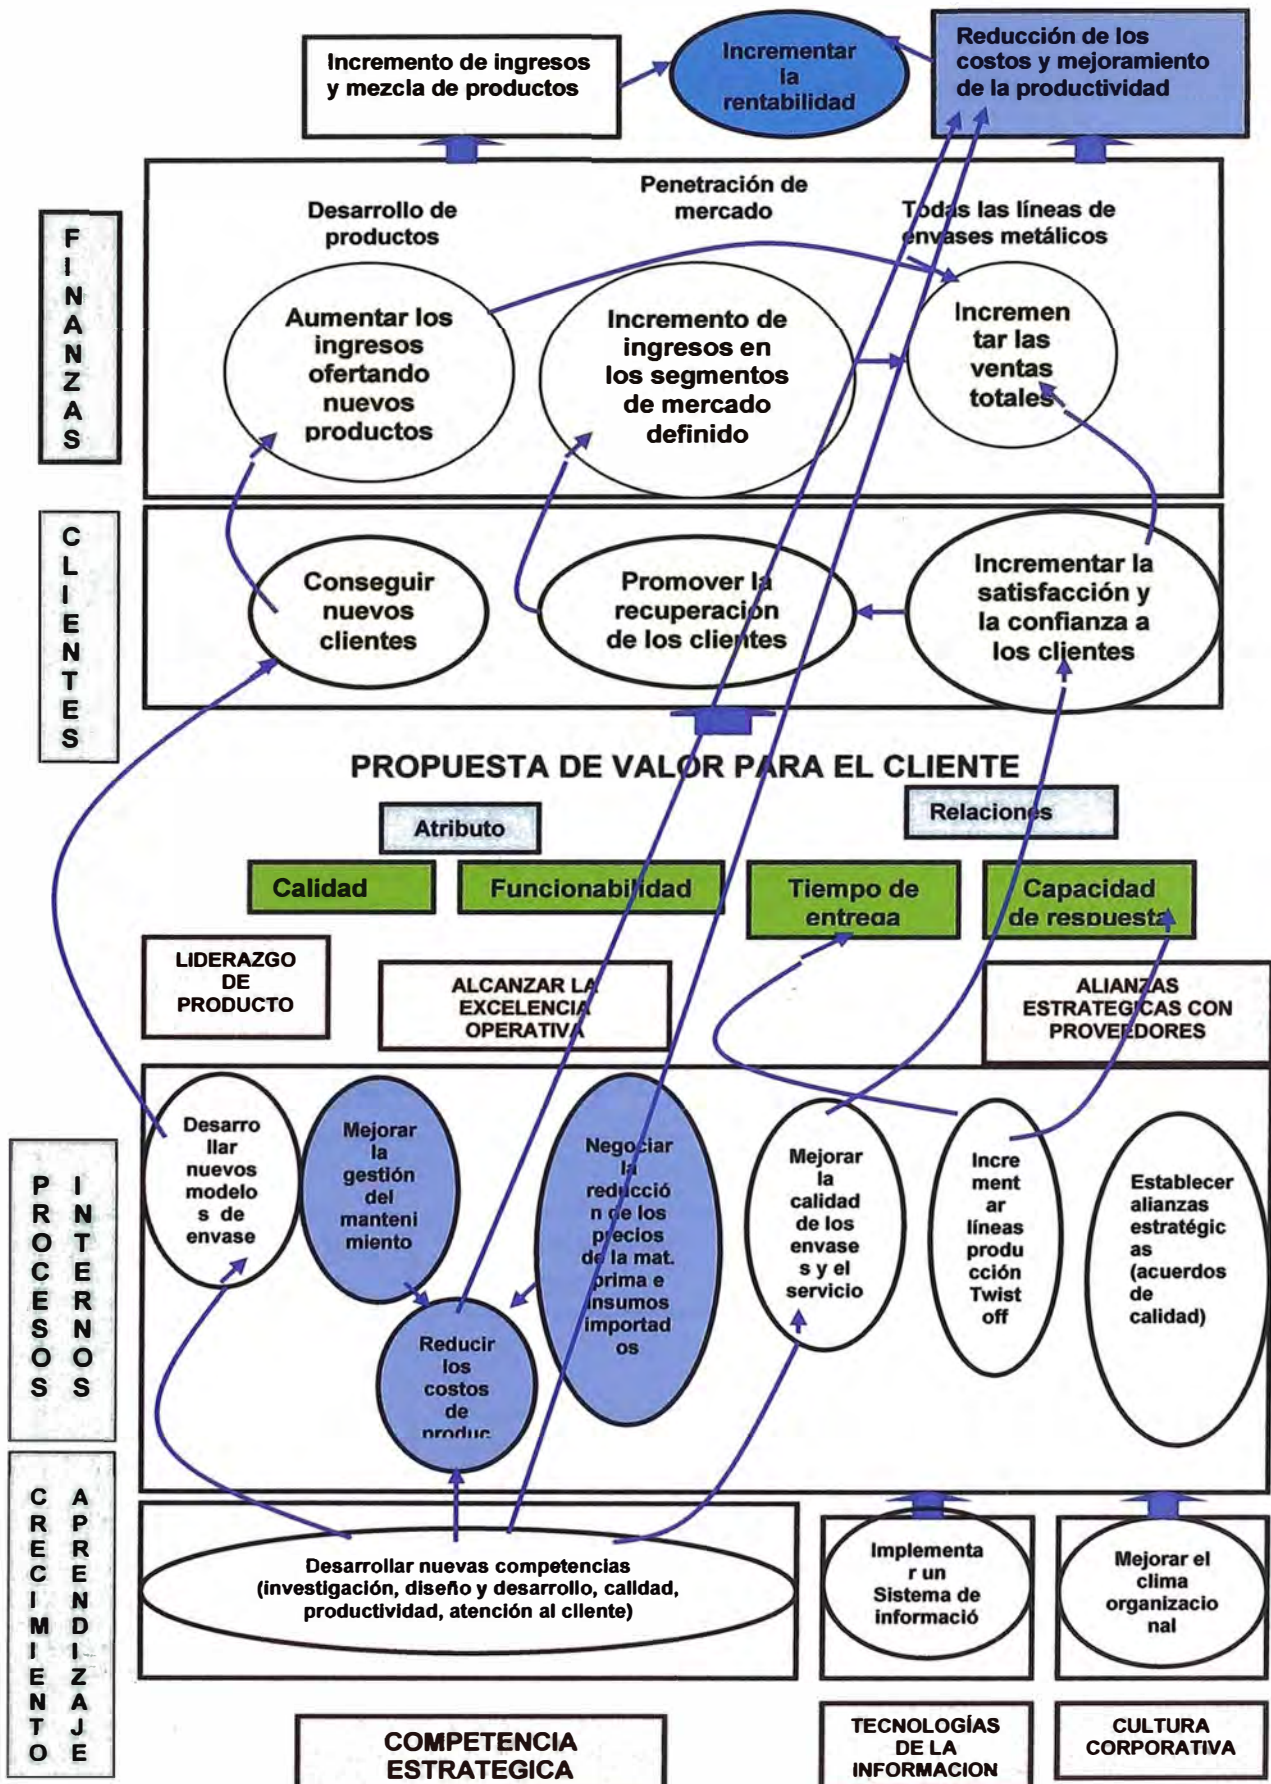 Incremento de ingresos
y mezcla de productos
Incrementar
la
rentabilidad
Reducción de los
costos y mejoramiento
de la productividad
FINANZAS
Desarrollo de
productos
Penetración de
mercado
Todas las líneas de
envases metálicos
Aumentar los
ingresos
ofertando
nuevos
productos
Incremento de
ingresos en
los segmentos
de mercado
definido
Incremen
tar las
ventas
totales
CLIENTES
Conseguir
nuevos
clientes
Promover la
recuperación
de los clientes
Incrementar la
satisfacción y
la confianza a
los clientes
PROPUESTA DE VALOR PARA EL CLIENTE
Atributo
Relaciones
Calidad
Funcionabilidad
Tiempo de
entrega
Capacidad
de respuesta
LIDERAZGO
DE
PRODUCTO
ALCANZAR LA
EXCELENCIA
OPERATIVA
ALIANZAS
ESTRATEGICAS CON
PROVEEDORES
PROCESOS
INTERNOS
Desarro
llar
nuevos
modelo
s de
envase
Mejorar
la
gestión
del
manteni
miento
Negociar
la
reducció
n de los
precios
de la mat.
prima e
insumos
importad
os
Mejorar
la
calidad
de los
envase
s y el
servicio
Incre
ment
ar
líneas
produ
cción
Twist
off
Establecer
alianzas
estratégic
as
(acuerdos
de
calidad)
Reducir
los
costos
de
produc
CRECIMIENTO
APRENDIZAJE
Desarrollar nuevas competencias
(investigación, diseño y desarrollo, calidad,
productividad, atención al cliente)
Implementa
r un
Sistema de
informació
Mejorar el
clima
organizacio
nal
COMPETENCIA
ESTRATEGICA
TECNOLOGÍAS
DE LA
INFORMACION
CULTURA
CORPORATIVA